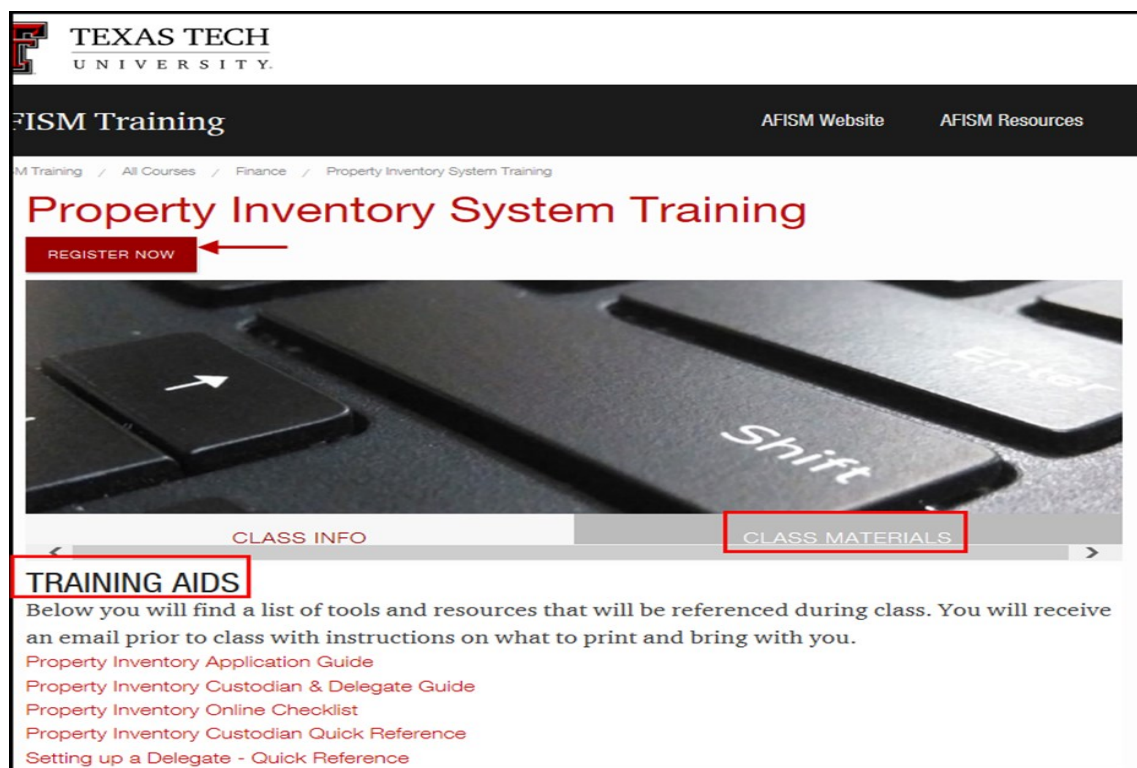 TEXAS TECH
UNIVERSITY.
FISM Training
AFISM Website
AFISM Resources
M Training / All Courses / Finance / Property Inventory System Training
Property Inventory System Training
REGISTER NOW
Enter
Shift
CLASS INFO
CLASS MATERIALS
TRAINING AIDS
Below you will find a list of tools and resources that will be referenced during class. You will receive
an email prior to class with instructions on what to print and bring with you.
Property Inventory Application Guide
Property Inventory Custodian & Delegate Guide
Property Inventory Online Checklist
Property Inventory Custodian Quick Reference
Setting up a Delegate - Quick Reference